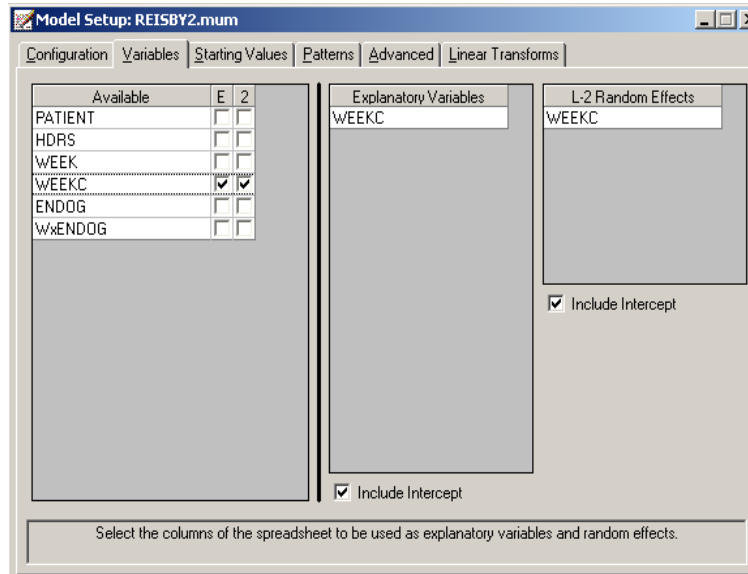 Model Setup: REISBY2.mum
Configuration Variables Starting Values Patterns Advanced Linear Transforms
Available E 2
PATIENT
HDRS
WEEK
WEEKC
ENDOG
WxENDOG
Explanatory Variables
WEEKC
Include Intercept
L-2 Random Effects
WEEKC
Include Intercept
Select the columns of the spreadsheet to be used as explanatory variables and random effects.